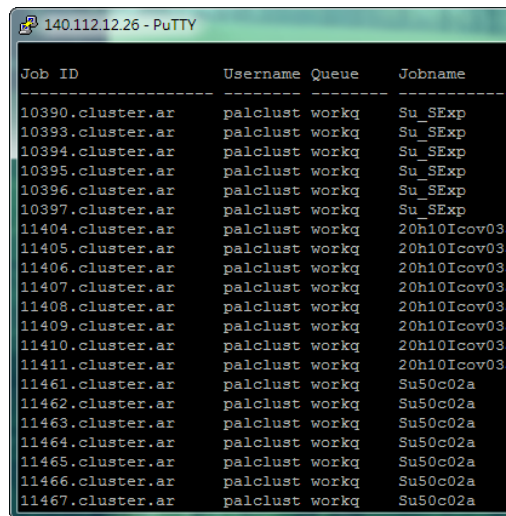 140.112.12.26 - PuTTY
Job ID Username Queue Jobname
-------------------- -------- -------- -----------
10390.cluster.ar palclust workq Su_SExp
10393.cluster.ar palclust workq Su_SExp
10394.cluster.ar palclust workq Su_SExp
10395.cluster.ar palclust workq Su_SExp
10396.cluster.ar palclust workq Su_SExp
10397.cluster.ar palclust workq Su_SExp
11404.cluster.ar palclust workq 20h10Icov03
11405.cluster.ar palclust workq 20h10Icov03
11406.cluster.ar palclust workq 20h10Icov03
11407.cluster.ar palclust workq 20h10Icov03
11408.cluster.ar palclust workq 20h10Icov03
11409.cluster.ar palclust workq 20h10Icov03
11410.cluster.ar palclust workq 20h10Icov03
11411.cluster.ar palclust workq 20h10Icov03
11461.cluster.ar palclust workq Su50c02a
11462.cluster.ar palclust workq Su50c02a
11463.cluster.ar palclust workq Su50c02a
11464.cluster.ar palclust workq Su50c02a
11465.cluster.ar palclust workq Su50c02a
11466.cluster.ar palclust workq Su50c02a
11467.cluster.ar palclust workq Su50c02a